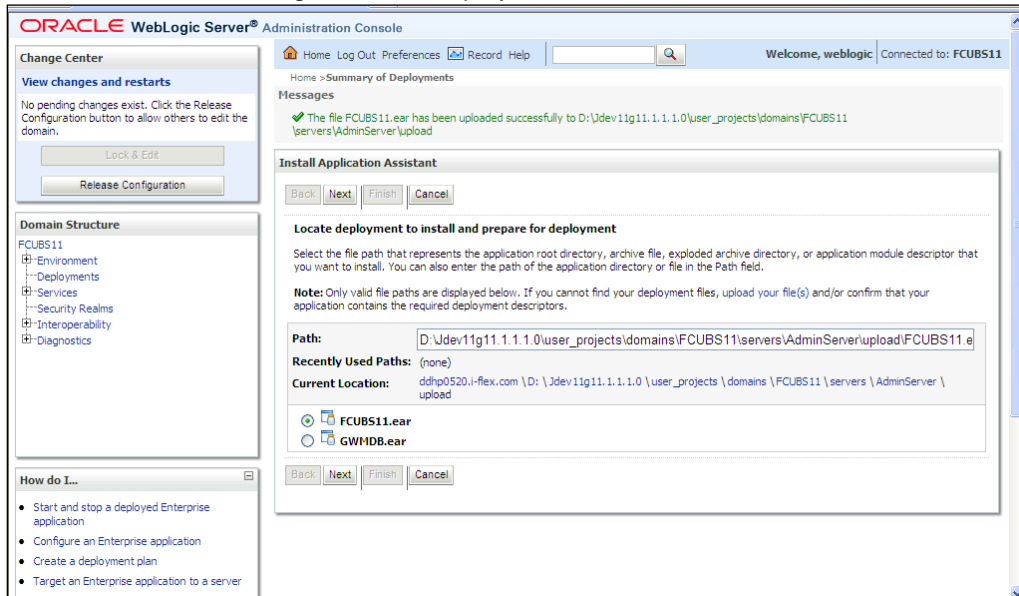 ORACLE WebLogic Server® Administration Console
Change Center
View changes and restarts
No pending changes exist. Click the Release
Configuration button to allow others to edit the
domain.
Lock & Edit
Release Configuration
Domain Structure
FCUBS11
Environment
Deployments
Services
Security Realms
Interoperability
Diagnostics
How do I...
Start and stop a deployed Enterprise
application
Configure an Enterprise application
Create a deployment plan
Target an Enterprise application to a server
Home Log Out Preferences Record Help
Welcome, weblogic Connected to: FCUBS11
Home >Summary of Deployments
Messages
The file FCUBS11.ear has been uploaded successfully to D:\Jdev11g11.1.1.1.0\user_projects\domains\FCUBS11
\servers\AdminServer\upload
Install Application Assistant
Back Next Finish Cancel
Locate deployment to install and prepare for deployment
Select the file path that represents the application root directory, archive file, exploded archive directory, or application module descriptor that
you want to install. You can also enter the path of the application directory or file in the Path field.
Note: Only valid file paths are displayed below. If you cannot find your deployment files, upload your file(s) and/or confirm that your
application contains the required deployment descriptors.
Path: D:\Jdev11g11.1.1.1.0\user_projects\domains\FCUBS11\servers\AdminServer\upload\FCUBS11.e
Recently Used Paths: (none)
Current Location: ddhp0520.i-flex.com \ D: \ Jdev11g11.1.1.1.0 \ user_projects \ domains \ FCUBS11 \ servers \ AdminServer \
upload
FCUBS11.ear
GWMDB.ear
Back Next Finish Cancel